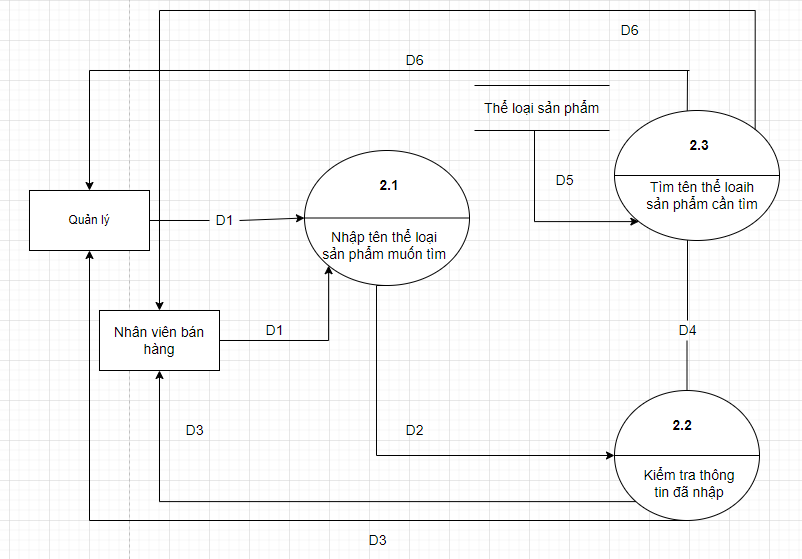 D6
D6
Thể loại sản phẩm
2.3
Tìm tên thể loaih
sản phẩm cần tìm
D5
2.1
Nhập tên thể loại
sản phẩm muốn tìm
Quản lý
D1
Nhân viên bán
hàng
D1
D4
D3
D2
2.2
Kiểm tra thông
tin đã nhập
D3